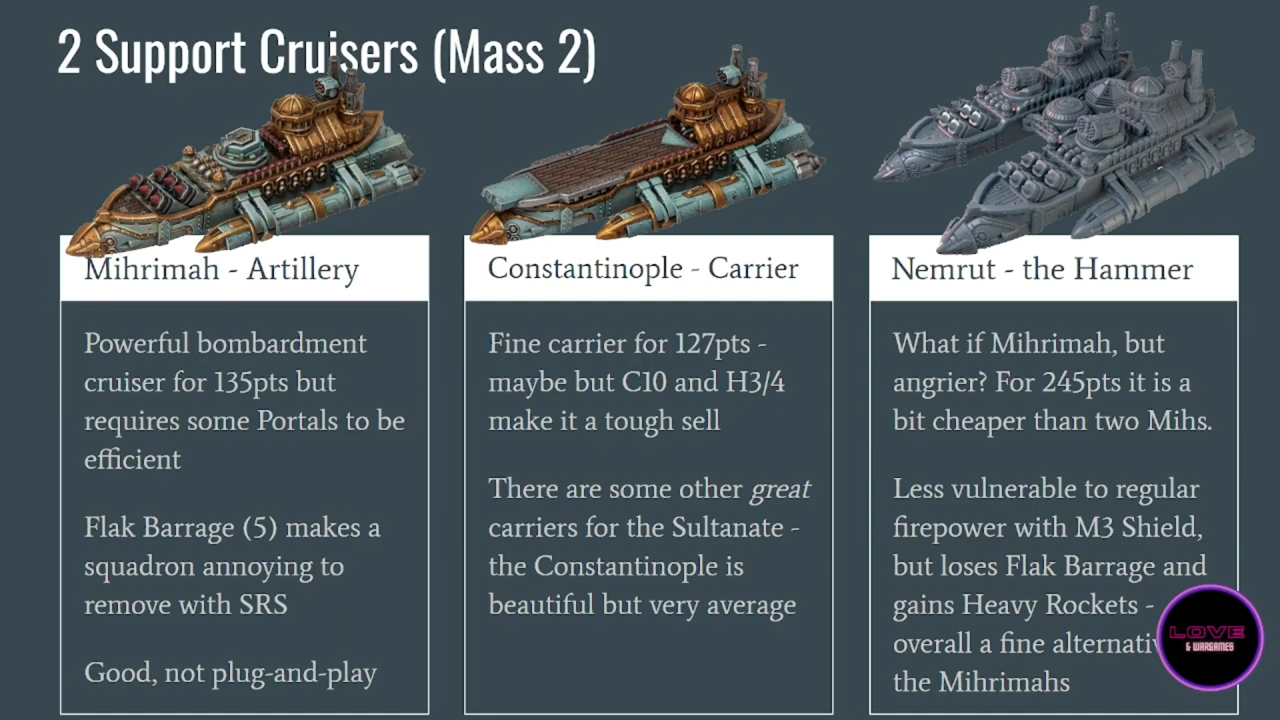 2 Support Cruisers (Mass 2)
Mihrimah - Artillery
Powerful bombardment
cruiser for 135pts but
requires some Portals to be
efficient
Flak Barrage (5) makes a
squadron annoying to
remove with SRS
Good, not plug-and-play
Constantinople - Carrier
Fine carrier for 127pts -
maybe but C10 and H3/4
make it a tough sell
There are some other great
carriers for the Sultanate -
the Constantinople is
beautiful but very average
Nemrut - the Hammer
What if Mihrimah, but
angrier? For 245pts it is a
bit cheaper than two Mihs.
Less vulnerable to regular
firepower with M3 Shield,
but loses Flak Barrage and
gains Heavy Rockets -
overall a fine
the Mihrimahs
LOVE
& WARGAMES